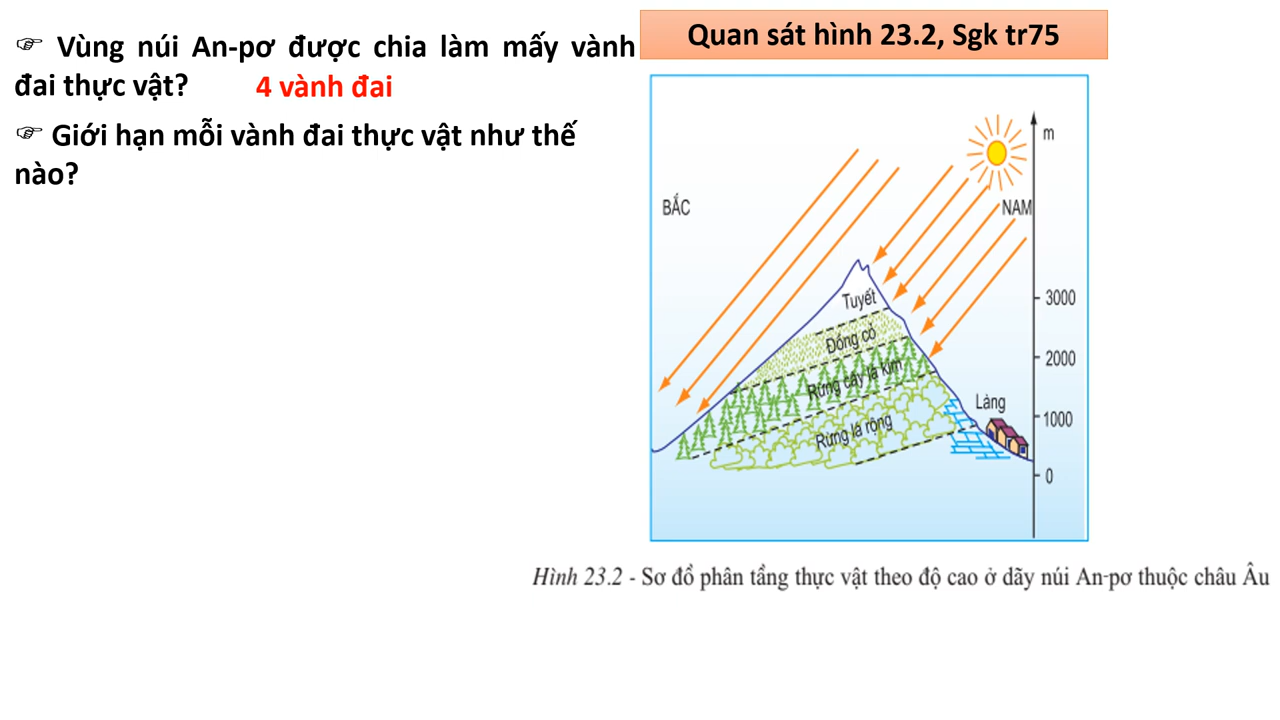 ☞ Vùng núi An-pơ được chia làm mấy vành
đai thực vật?
4 vành đai
☞ Giới hạn mỗi vành đai thực vật như thế
nào?
Quan sát hình 23.2, Sgk tr75
m
BẮC
NAM
3000
Tuyết
Đồng cỏ
2000
Rừng cây lá kim
Làng
1000
Rừng lá rộng
0
Hình 23.2 - Sơ đồ phân tầng thực vật theo độ cao ở dãy núi An-pơ thuộc châu Âu